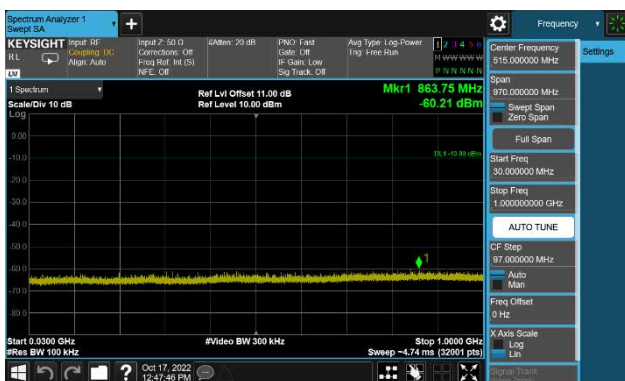 Spectrum Analyzer 1
Swept SA
+
Frequency
KEYSIGHT
RL
Input: RF
Coupling: DC
Align: Auto
Input Z: 50 Ω
Corrections: Off
Freq Ref: Int (S)
NFE: Off
#Atten: 20 dB
PNO: Fast
Gate: Off
IF Gain: Low
Sig Track: Off
Avg Type: Log-Power
Trig: Free Run
1 2 3 4 5 6
M W W W W W
P N N N N N
Settings
1 Spectrum
Scale/Div 10 dB
Log
Ref Lvl Offset 11.00 dB
Ref Level 10.00 dBm
Mkr1 863.75 MHz
-60.21 dBm
0.00
-10.0
-20.0
-30.0
-40.0
-50.0
-60.0
-70.0
-80.0
1
Start 0.0300 GHz
#Res BW 100 kHz
#Video BW 300 kHz
Stop 1.0000 GHz
Sweep ~4.74 ms (32001 pts)
Center Frequency
515.000000 MHz
Span
970.000000 MHz
Swept Span
Zero Span
Full Span
Start Freq
30.000000 MHz
Stop Freq
1.000000000 GHz
AUTO TUNE
CF Step
97.000000 MHz
Auto
Man
Freq Offset
0 Hz
X Axis Scale
Log
Lin
Signal Track
?
Oct 17, 2022
12:47:46 PM